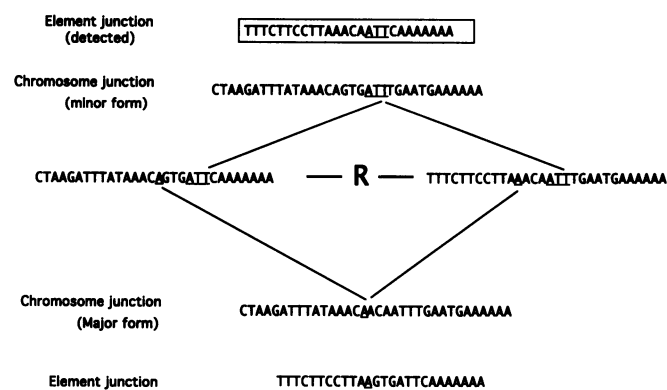 Element junction
(detected)
TTTCTTCCTTAAACAATTCAAAAAAA
Chromosome junction
(minor form)
CTAAGATTTATAAACAGTGATTTGAATGAAAAAA
CTAAGATTTATAAACAGTGATTCAAAAAAA
R
TTTCTTCCTTAAACAATTTGAATGAAAAAA
Chromosome junction
(Major form)
CTAAGATTTATAAACAACAATTTGAATGAAAAAA
Element junction
TTTCTTCCTTAAGTGATTCAAAAAAA